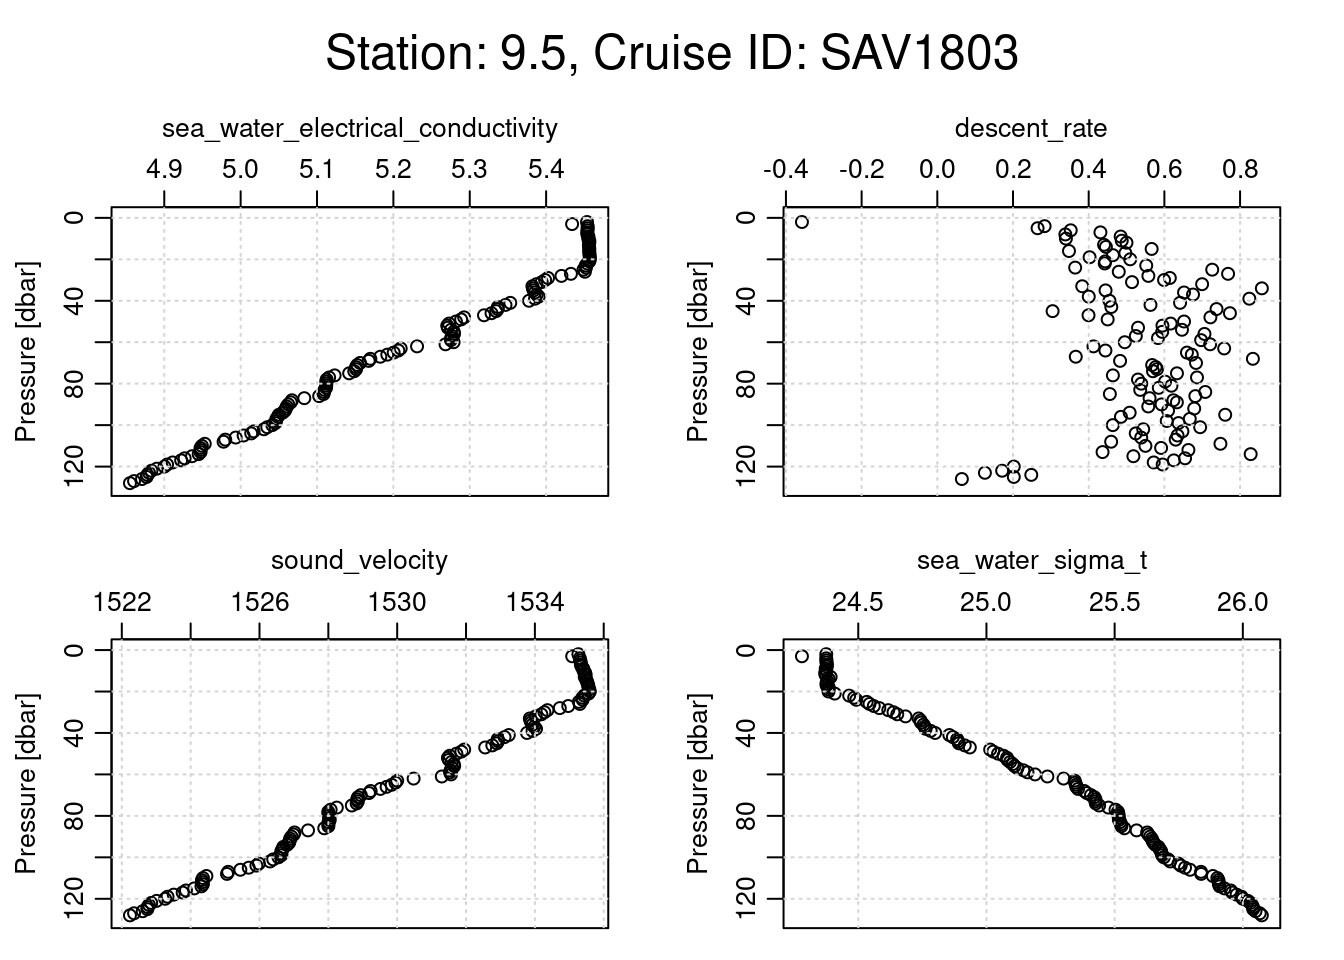 Station: 9.5, Cruise ID: SAV1803
sea_water_electrical_conductivity
4.9 5.0 5.1 5.2 5.3 5.4
Pressure [dbar]
0
40
80
120
descent_rate
-0.4 -0.2 0.0 0.2 0.4 0.6 0.8
Pressure [dbar]
0
40
80
120
sound_velocity
1522 1526 1530 1534
Pressure [dbar]
0
40
80
120
sea_water_sigma_t
24.5 25.0 25.5 26.0
Pressure [dbar]
0
40
80
120